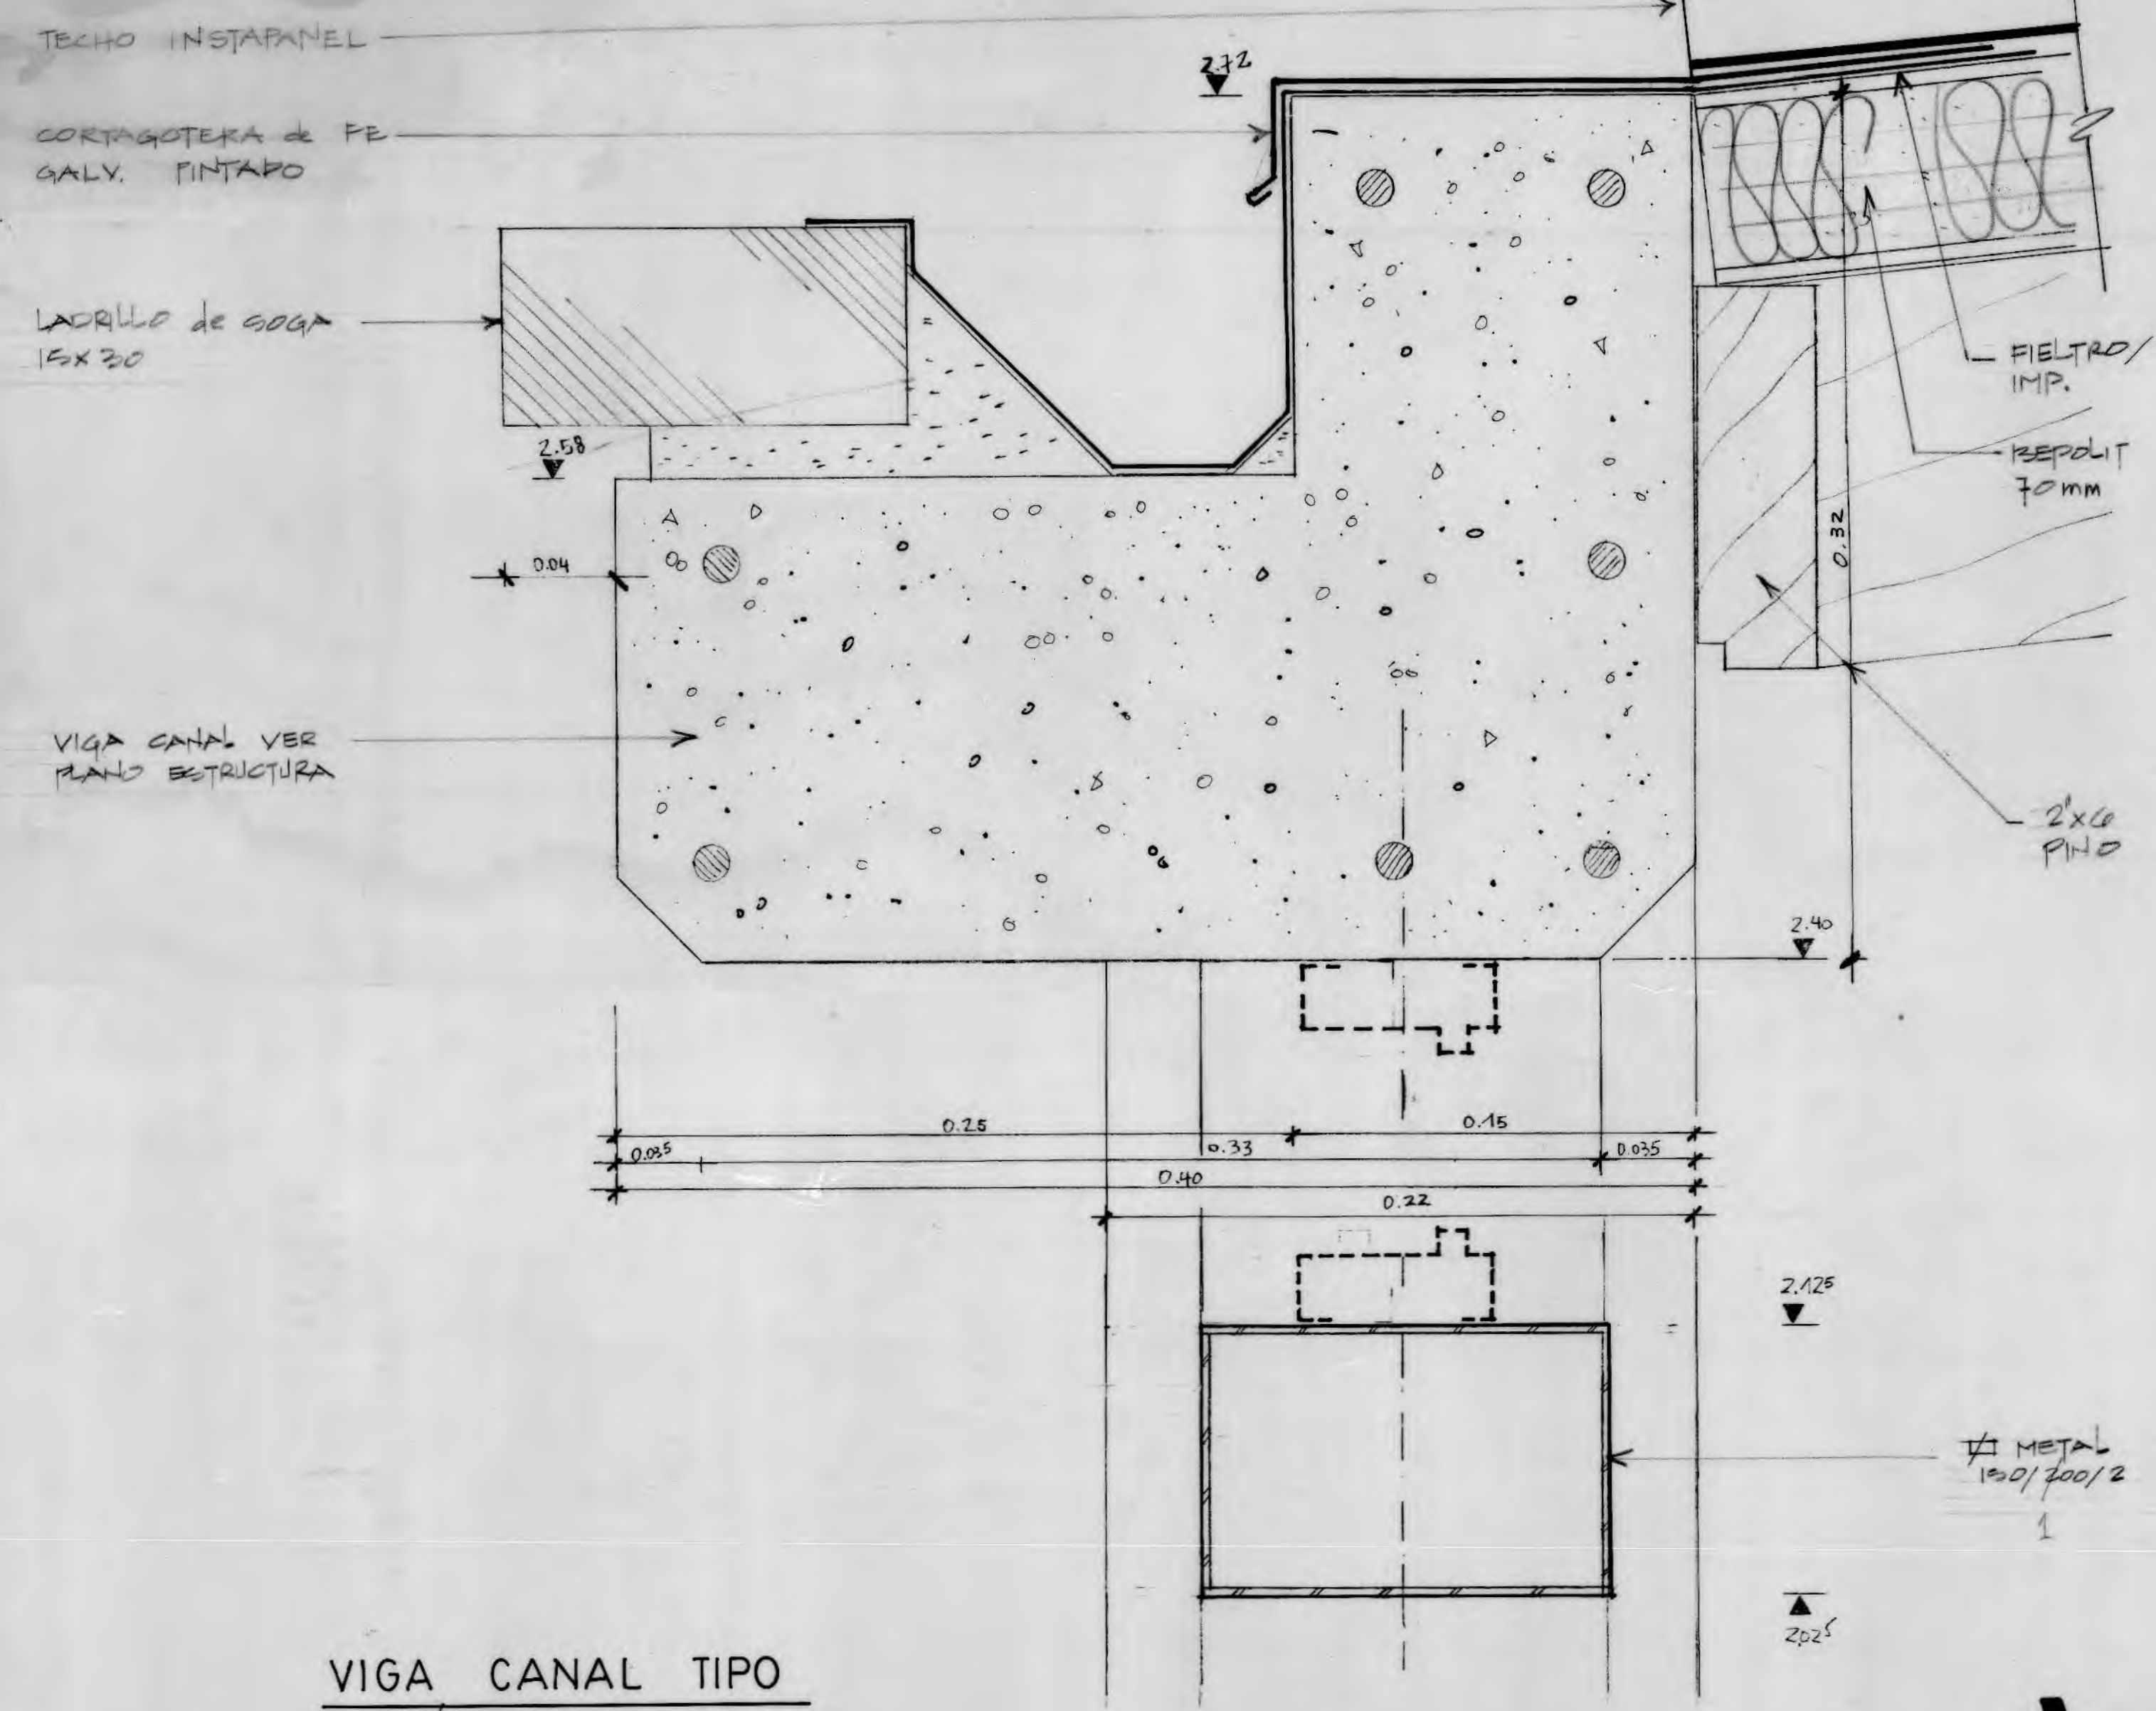 TECHO INSTAPANEL
2.72
CORTAGOTERA de FE
GALV. PINTADO
LADRILLO de SOGA
15x30
2.58
FIELTRO/
IMP.
BEPOLIT
70mm
0.32
0.04
VIGA CANAL VER
PLANO ESTRUCTURA
2"x6
PINO
2.40
0.25
0.15
0.035
0.33
0.035
0.40
0.22
2.125
METAL
150/200/2
1
2.025
VIGA CANAL TIPO